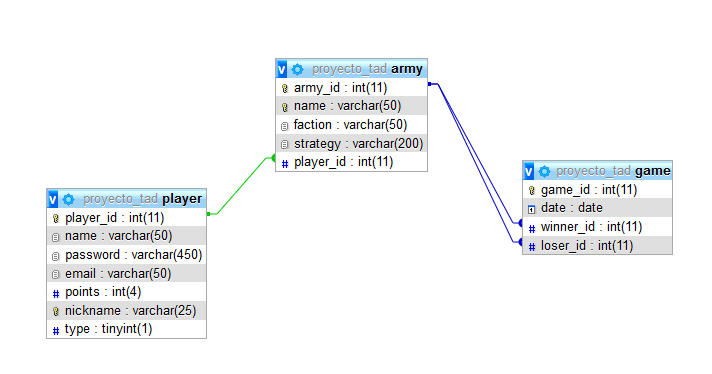 v proyecto_tad army
army_id : int(11)
name : varchar(50)
faction : varchar(50)
strategy : varchar(200)
# player_id : int(11)
v proyecto_tad game
game_id : int(11)
date : date
# winner_id : int(11)
# loser_id : int(11)
v proyecto_tad player
player_id : int(11)
name : varchar(50)
password : varchar(450)
email : varchar(50)
# points : int(4)
nickname : varchar(25)
# type : tinyint(1)